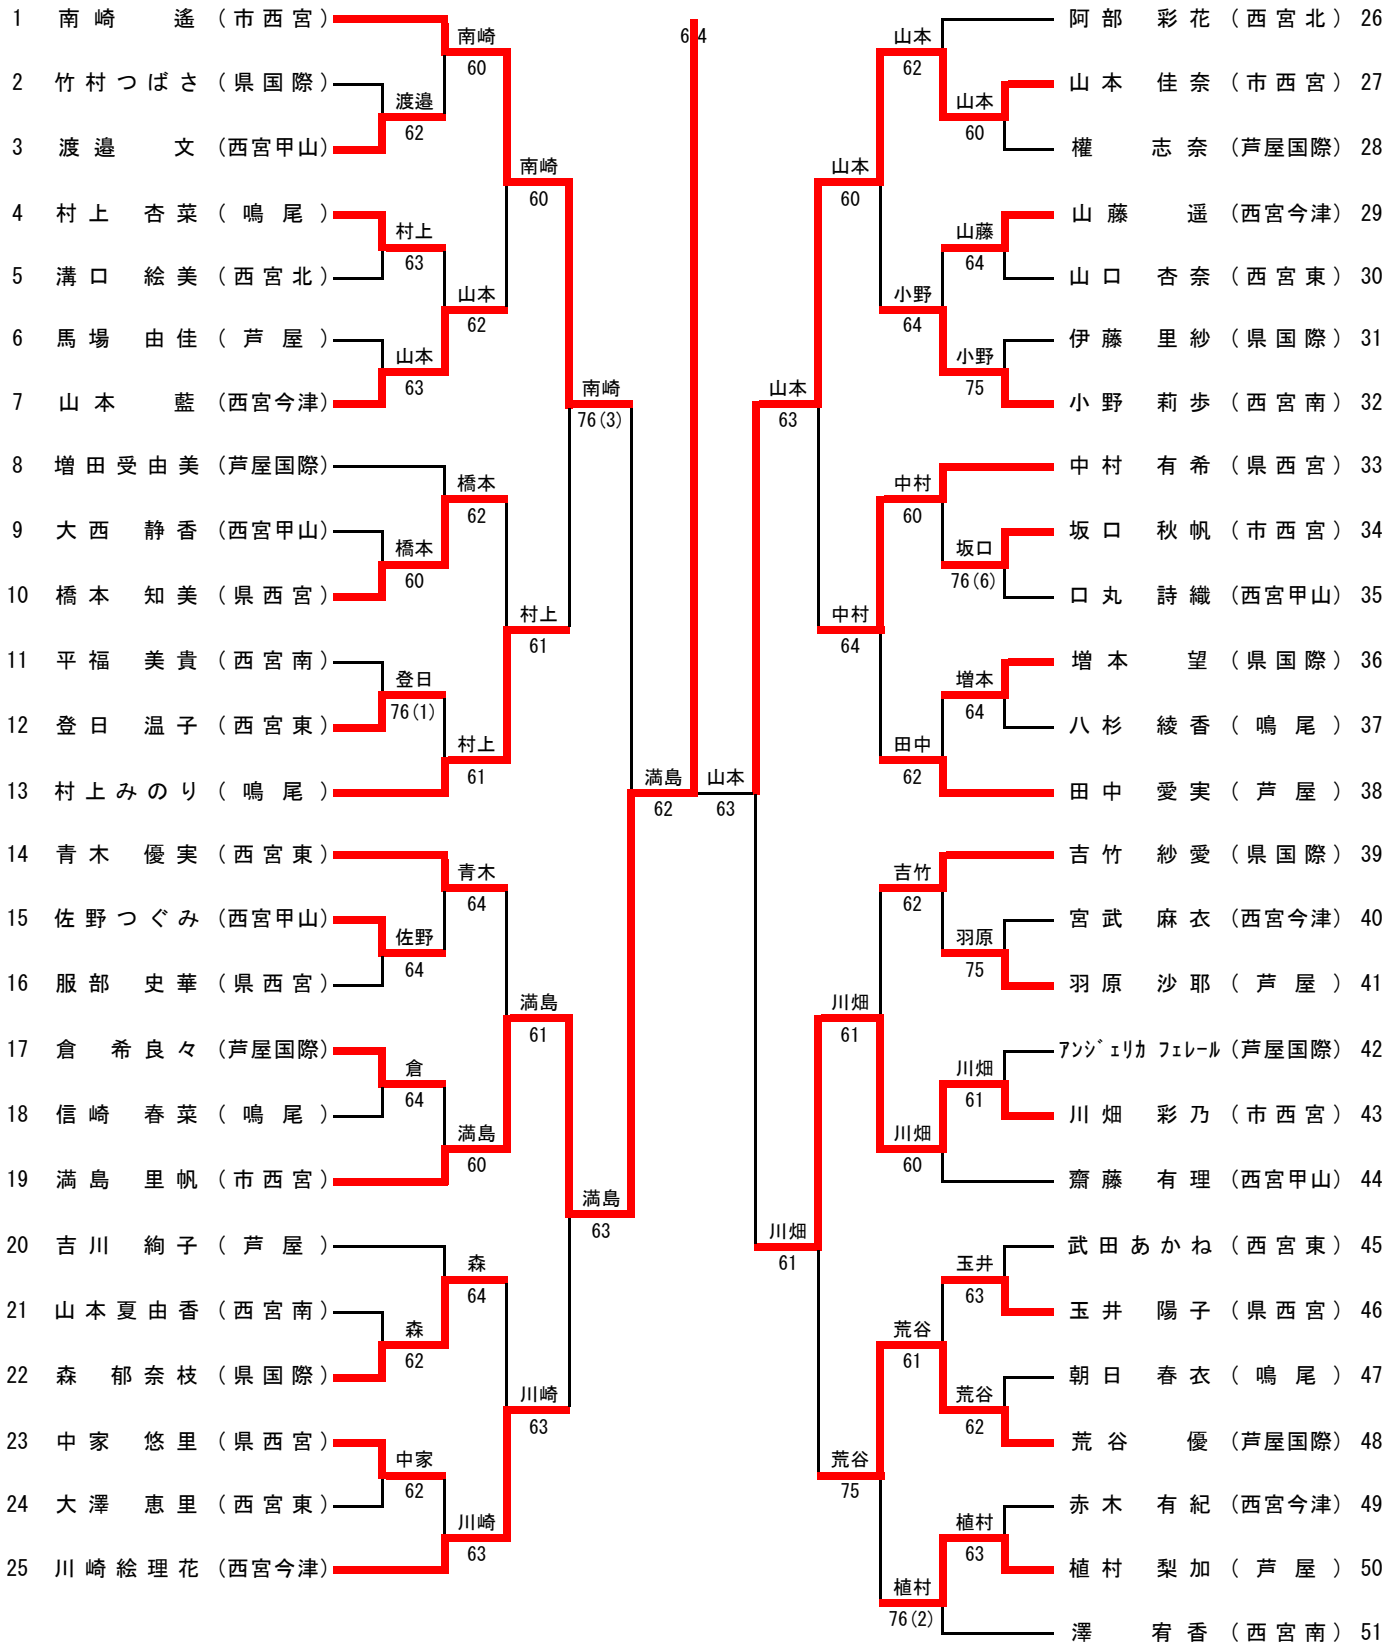 1 南崎 遙 (市西宮)
2 竹村つばさ (県国際)
3 渡邉 文 (西宮甲山)
4 村上 杏菜 (鳴尾)
5 溝口 絵美 (西宮北)
6 馬場 由佳 (芦屋)
7 山本 藍 (西宮今津)
8 増田受由美 (芦屋国際)
9 大西 静香 (西宮甲山)
10 橋本 知美 (県西宮)
11 平福 美貴 (西宮南)
12 登日 温子 (西宮東)
13 村上みのり (鳴尾)
14 青木 優実 (西宮東)
15 佐野つぐみ (西宮甲山)
16 服部 史華 (県西宮)
17 倉 希良々 (芦屋国際)
18 信崎 春菜 (鳴尾)
19 満島 里帆 (市西宮)
20 吉川 絢子 (芦屋)
21 山本夏由香 (西宮南)
22 森 郁奈枝 (県国際)
23 中家 悠里 (県西宮)
24 大澤 恵里 (西宮東)
25 川崎絵理花 (西宮今津)
渡邉
62
村上
63
山本
63
橋本
60
登日
76(1)
佐野
64
倉
64
森
62
中家
62
南崎
60
山本
62
橋本
62
村上
61
青木
64
満島
60
森
64
川崎
63
南崎
60
村上
61
満島
61
川崎
63
南崎
76(3)
満島
63
満島
62
64
山本
63
山本
63
川畑
61
山本
60
中村
64
川畑
61
荒谷
75
山本
62
小野
64
中村
60
田中
62
吉竹
62
川畑
60
荒谷
61
植村
76(2)
山本
60
山藤
64
小野
75
坂口
76(6)
増本
64
羽原
75
川畑
61
玉井
63
荒谷
62
植村
63
阿部 彩花 (西宮北) 26
山本 佳奈 (市西宮) 27
權 志奈 (芦屋国際) 28
山藤 遥 (西宮今津) 29
山口 杏奈 (西宮東) 30
伊藤 里紗 (県国際) 31
小野 莉歩 (西宮南) 32
中村 有希 (県西宮) 33
坂口 秋帆 (市西宮) 34
口丸 詩織 (西宮甲山) 35
増本 望 (県国際) 36
八杉 綾香 (鳴尾) 37
田中 愛実 (芦屋) 38
吉竹 紗愛 (県国際) 39
宮武 麻衣 (西宮今津) 40
羽原 沙耶 (芦屋) 41
アンジェリカ フェレール (芦屋国際) 42
川畑 彩乃 (市西宮) 43
齋藤 有理 (西宮甲山) 44
武田あかね (西宮東) 45
玉井 陽子 (県西宮) 46
朝日 春衣 (鳴尾) 47
荒谷 優 (芦屋国際) 48
赤木 有紀 (西宮今津) 49
植村 梨加 (芦屋) 50
澤 宥香 (西宮南) 51